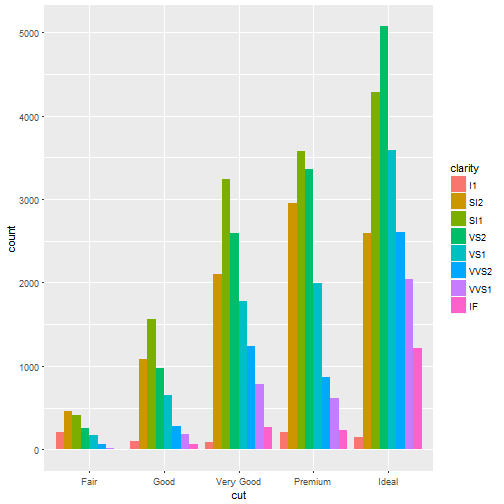 5000
4000
3000
2000
1000
0
count
Fair Good Very Good Premium Ideal
cut
clarity
I1
SI2
SI1
VS2
VS1
VVS2
VVS1
IF